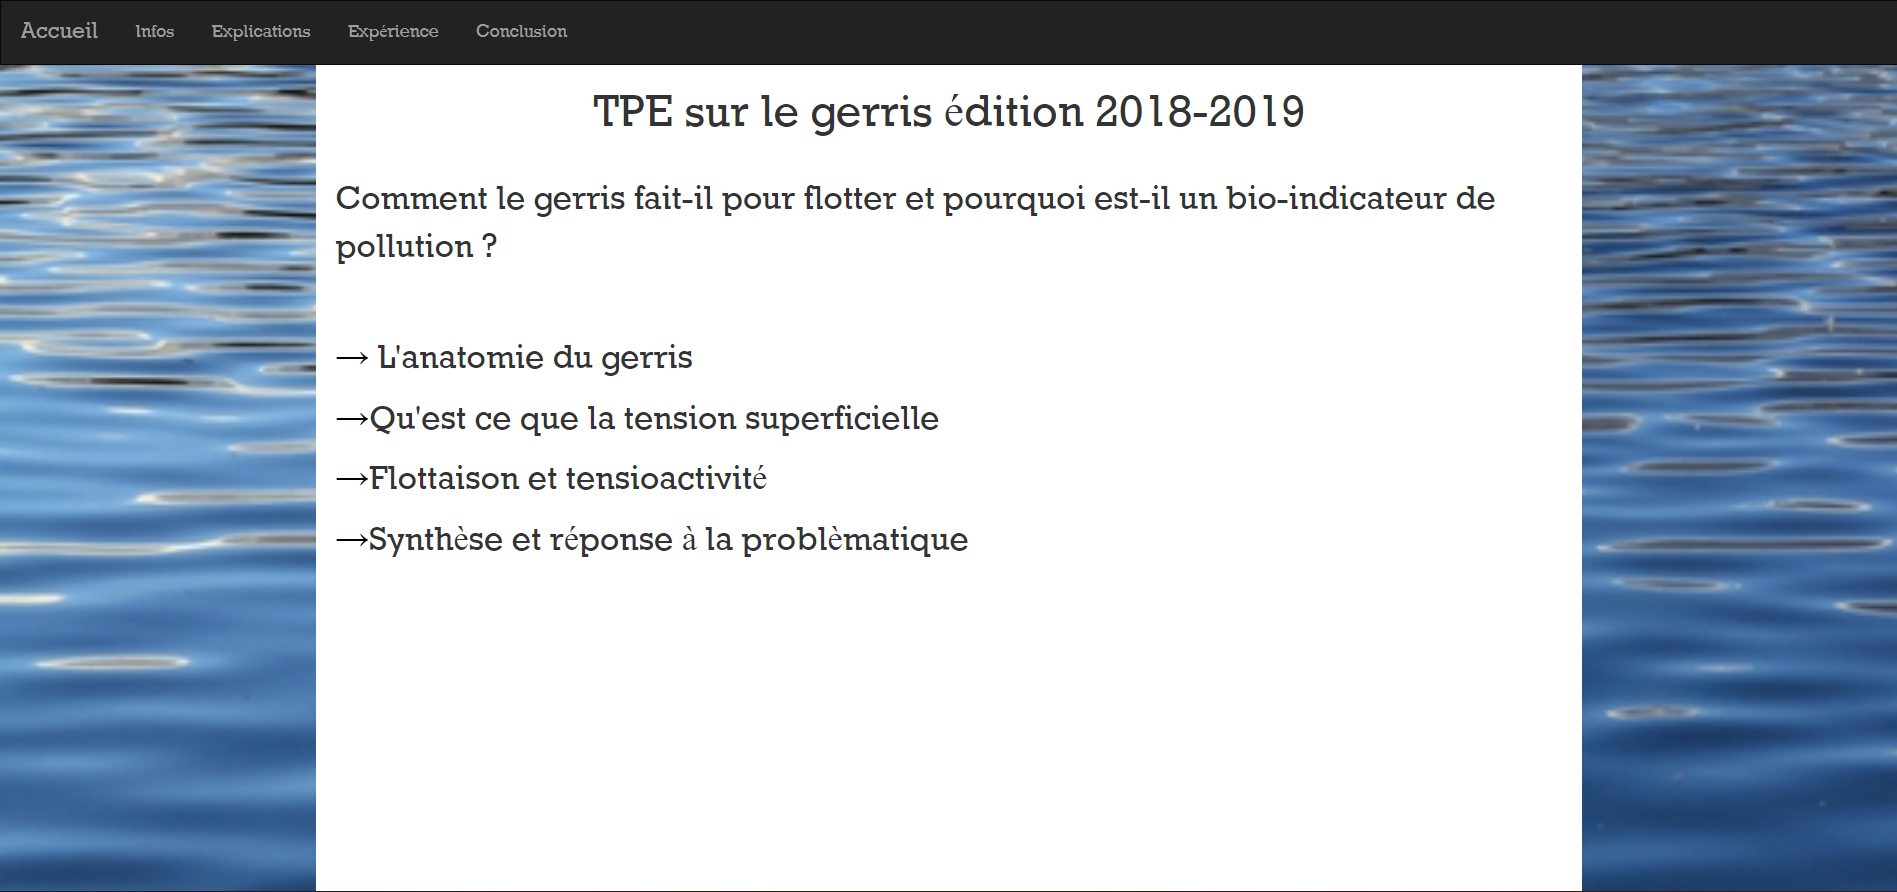 Accueil Infos Explications Expérience Conclusion
TPE sur le gerris édition 2018-2019
Comment le gerris fait-il pour flotter et pourquoi est-il un bio-indicateur de
pollution ?
→ L'anatomie du gerris
→Qu'est ce que la tension superficielle
→Flottaison et tensioactivité
→Synthèse et réponse à la problèmatique